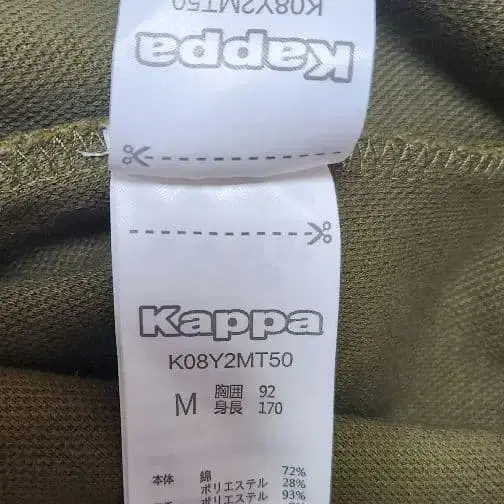 K08Y2MT50
Kappa
Kappa
K08Y2MT50
M 胸囲 92
身長 170
本体 綿 72%
ポリエステル 28%
ポリエステル 93%